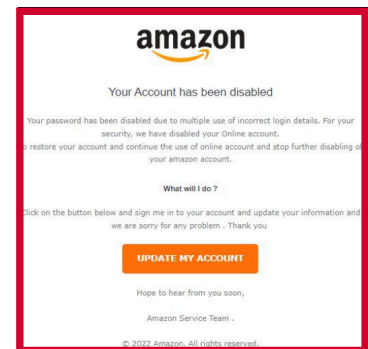 amazon
Your Account has been disabled
Your password has been disabled due to multiple use of incorrect login details. For your
security, we have disabled your Online account.
o restore your account and continue the use of online account and stop further disabling of
your amazon account.
What will I do ?
Click on the button below and sign me in to your account and update your information and
we are sorry for any problem . Thank you
UPDATE MY ACCOUNT
Hope to hear from you soon,
Amazon Service Team .
© 2022 Amazon. All rights reserved.